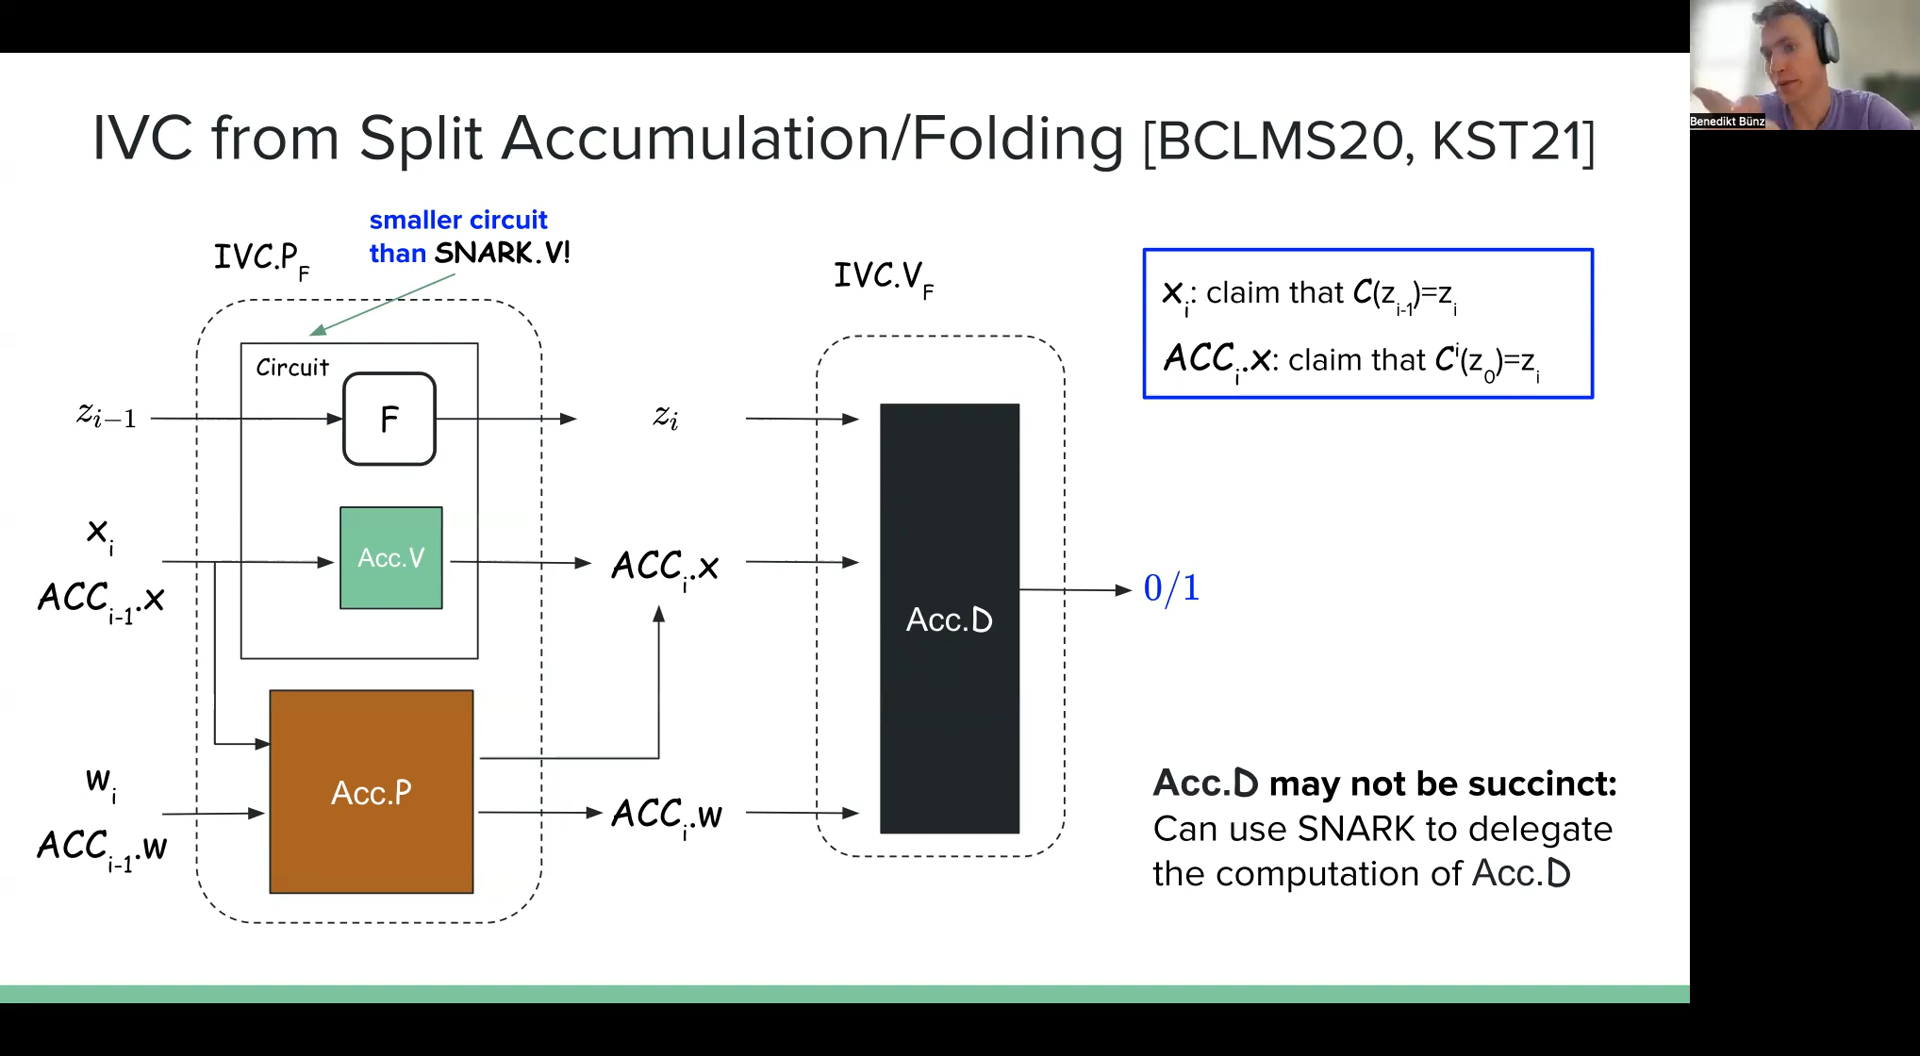 IVC from Split Accumulation/Folding [BCLMS20, KST21]
Benedikt Bünz
smaller circuit
than SNARK.V!
IVC.P_F
IVC.V_F
x_i: claim that C(z_{i-1})=z_i
ACC_i.x: claim that C^i(z_0)=z_i
Circuit
z_{i-1}
F
z_i
x_i
ACC_{i-1}.x
Acc.V
ACC_i.x
Acc.D
0/1
w_i
ACC_{i-1}.w
Acc.P
ACC_i.w
Acc.D may not be succinct:
Can use SNARK to delegate
the computation of Acc.D